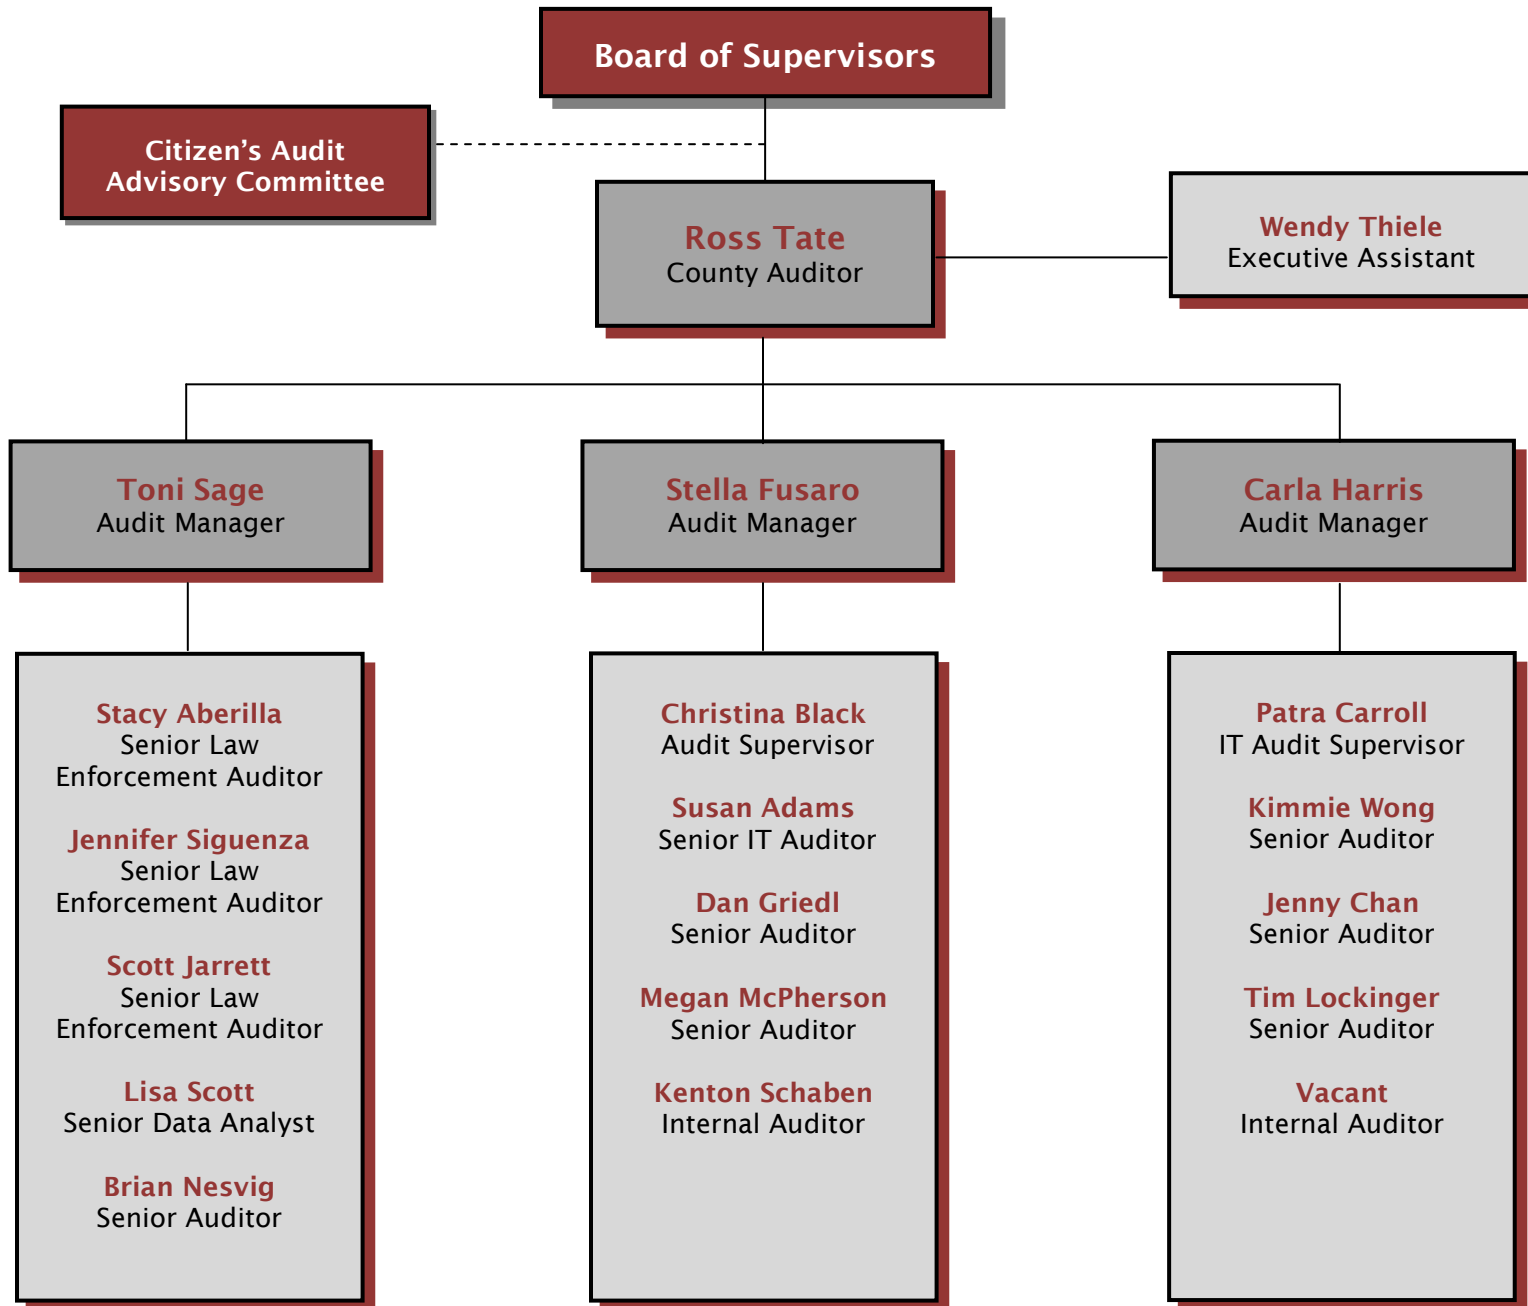 Board of Supervisors
Citizen’s Audit
Advisory Committee
Ross Tate
County Auditor
Wendy Thiele
Executive Assistant
Toni Sage
Audit Manager
Stella Fusaro
Audit Manager
Carla Harris
Audit Manager
Stacy Aberilla
Senior Law
Enforcement Auditor
Jennifer Siguenza
Senior Law
Enforcement Auditor
Scott Jarrett
Senior Law
Enforcement Auditor
Lisa Scott
Senior Data Analyst
Brian Nesvig
Senior Auditor
Christina Black
Audit Supervisor
Susan Adams
Senior IT Auditor
Dan Griedl
Senior Auditor
Megan McPherson
Senior Auditor
Kenton Schaben
Internal Auditor
Patra Carroll
IT Audit Supervisor
Kimmie Wong
Senior Auditor
Jenny Chan
Senior Auditor
Tim Lockinger
Senior Auditor
Vacant
Internal Auditor